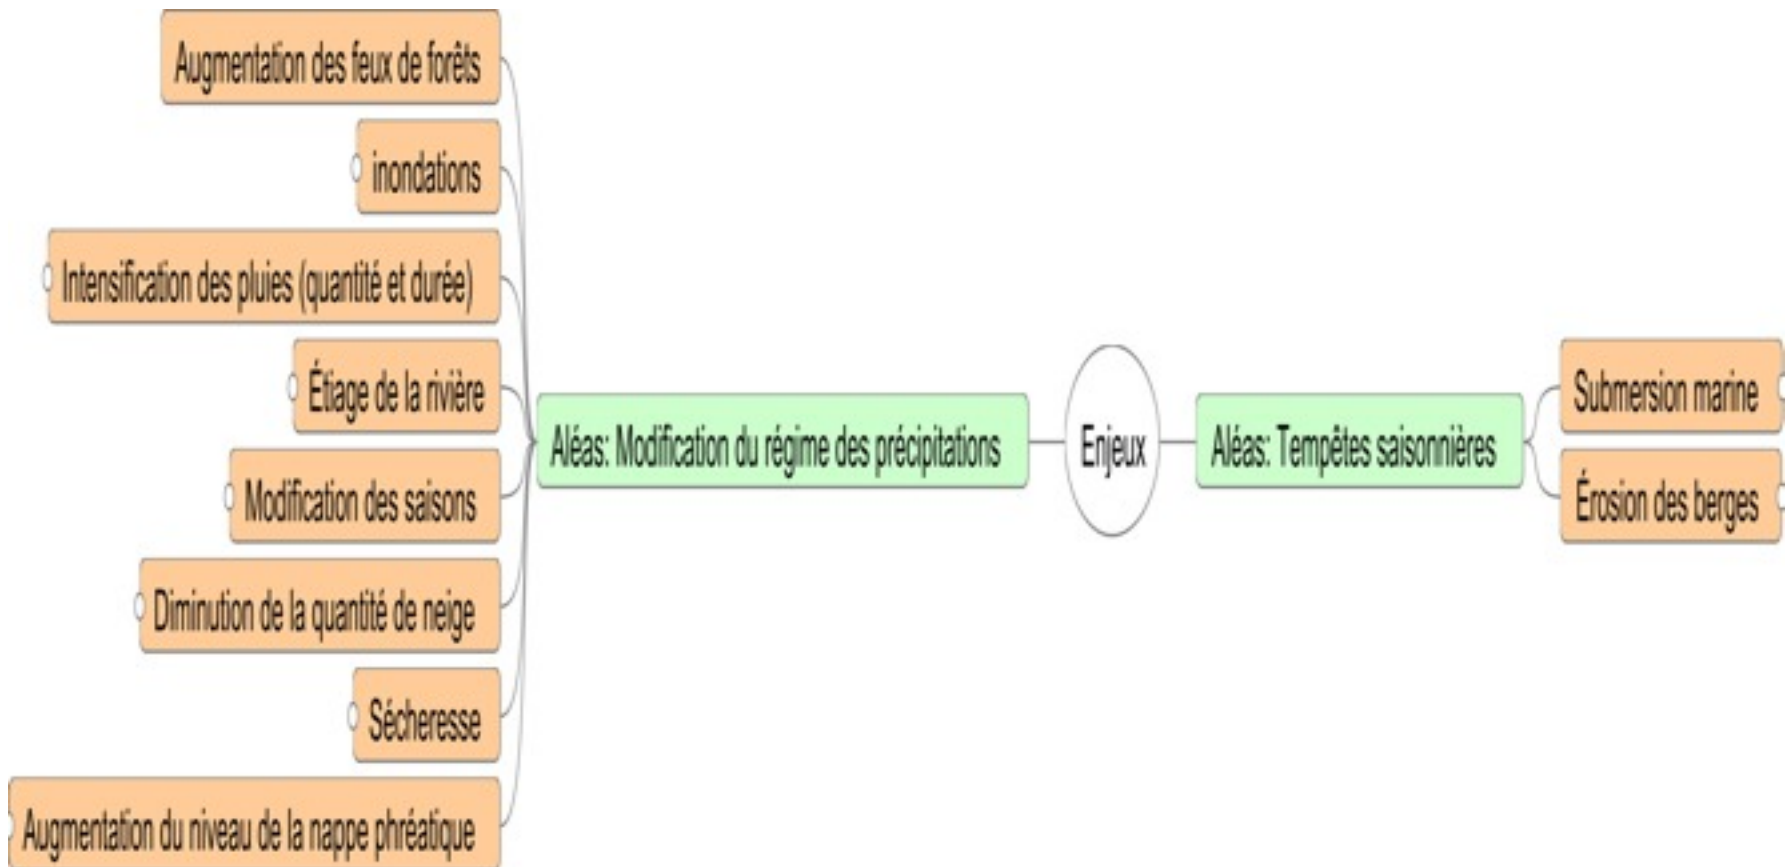 Augmentation des feux de forêts
inondations
Intensification des pluies (quantité et durée)
Étiage de la rivière
Modification des saisons
Diminution de la quantité de neige
Sécheresse
Augmentation du niveau de la nappe phréatique
Aléas: Modification du régime des précipitations
Enjeux
Aléas: Tempêtes saisonnières
Submersion marine
Érosion des berges